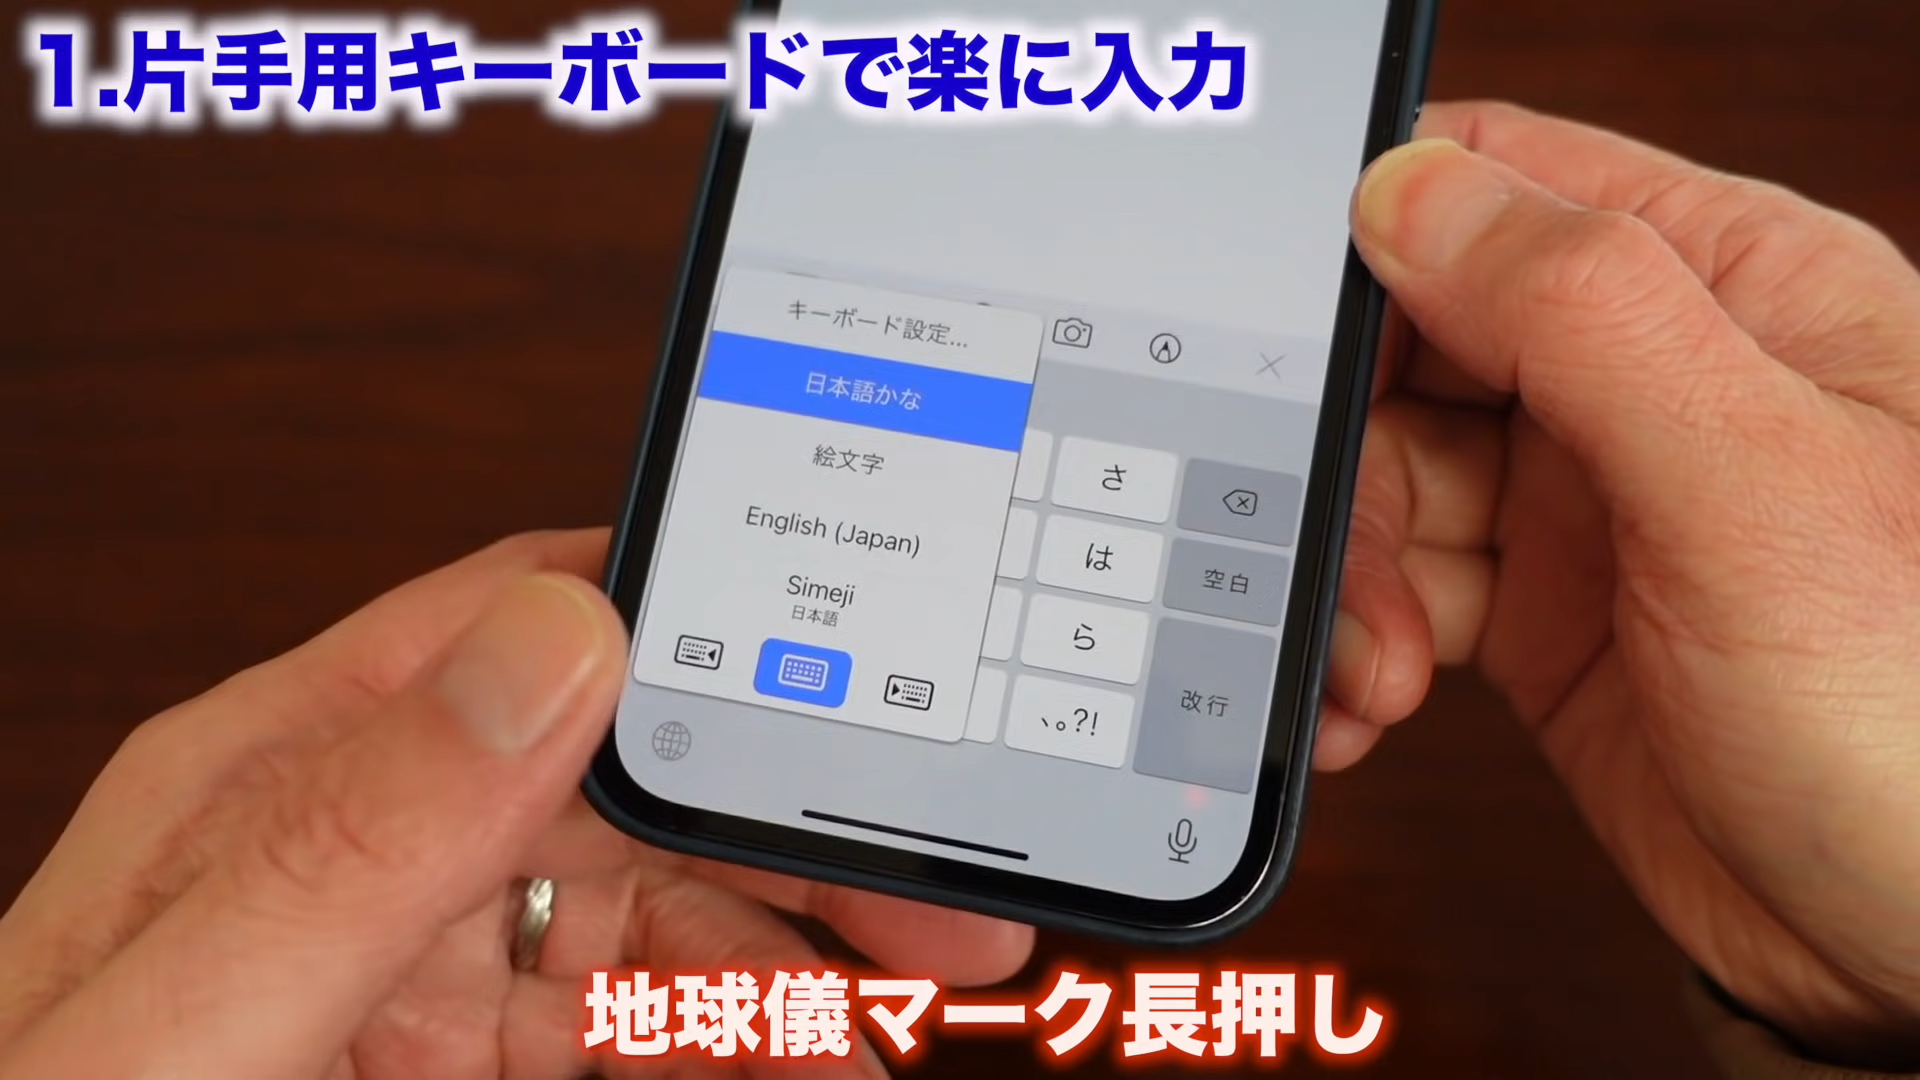 1.片手用キーボードで楽に入力
キーボード設定...
日本語かな
絵文字
English (Japan)
Simeji
日本語
さ
は
空白
ら
改行
、。?!
地球儀マーク長押し